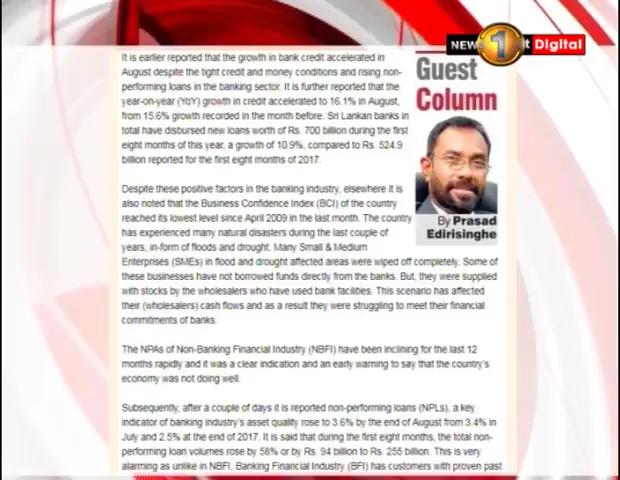 NEWS 1st Digital
Guest
Column
By Prasad
Edirisinghe
It is earlier reported that the growth in bank credit accelerated in
August despite the tight credit and money conditions and rising non-
performing loans in the banking sector. It is further reported that the
year-on-year (YoY) growth in credit accelerated to 16.1% in August,
from 15.6% growth recorded in the month before. Sri Lankan banks in
total have disbursed new loans worth of Rs. 700 billion during the first
eight months of this year, a growth of 10.9%, compared to Rs. 524.9
billion reported for the first eight months of 2017.
Despite these positive factors in the banking industry, elsewhere it is
also noted that the Business Confidence Index (BCI) of the country
reached its lowest level since April 2009 in the last month. The country
has experienced many natural disasters during the last couple of
years, in-form of floods and drought. Many Small & Medium
Enterprises (SMEs) in flood and drought affected areas were wiped off completely. Some of
these businesses have not borrowed funds directly from the banks. But, they were supplied
with stocks by the wholesalers who have used bank facilities. This scenario has affected
their (wholesalers) cash flows and as a result they were struggling to meet their financial
commitments of banks.
The NPAs of Non-Banking Financial Industry (NBFI) have been inclining for the last 12
months rapidly and it was a clear indication and an early warning to say that the country's
economy was not doing well.
Subsequently, after a couple of days it is reported non-performing loans (NPLs), a key
indicator of banking industry's asset quality rose to 3.6% by the end of August from 3.4% in
July and 2.5% at the end of 2017. It is said that during the first eight months, the total non-
performing loan volumes rose by 58% or by Rs. 94 billion to Rs. 255 billion. This is very
alarming as unlike in NBFI, Banking Financial Industry (BFI) has customers with proven past